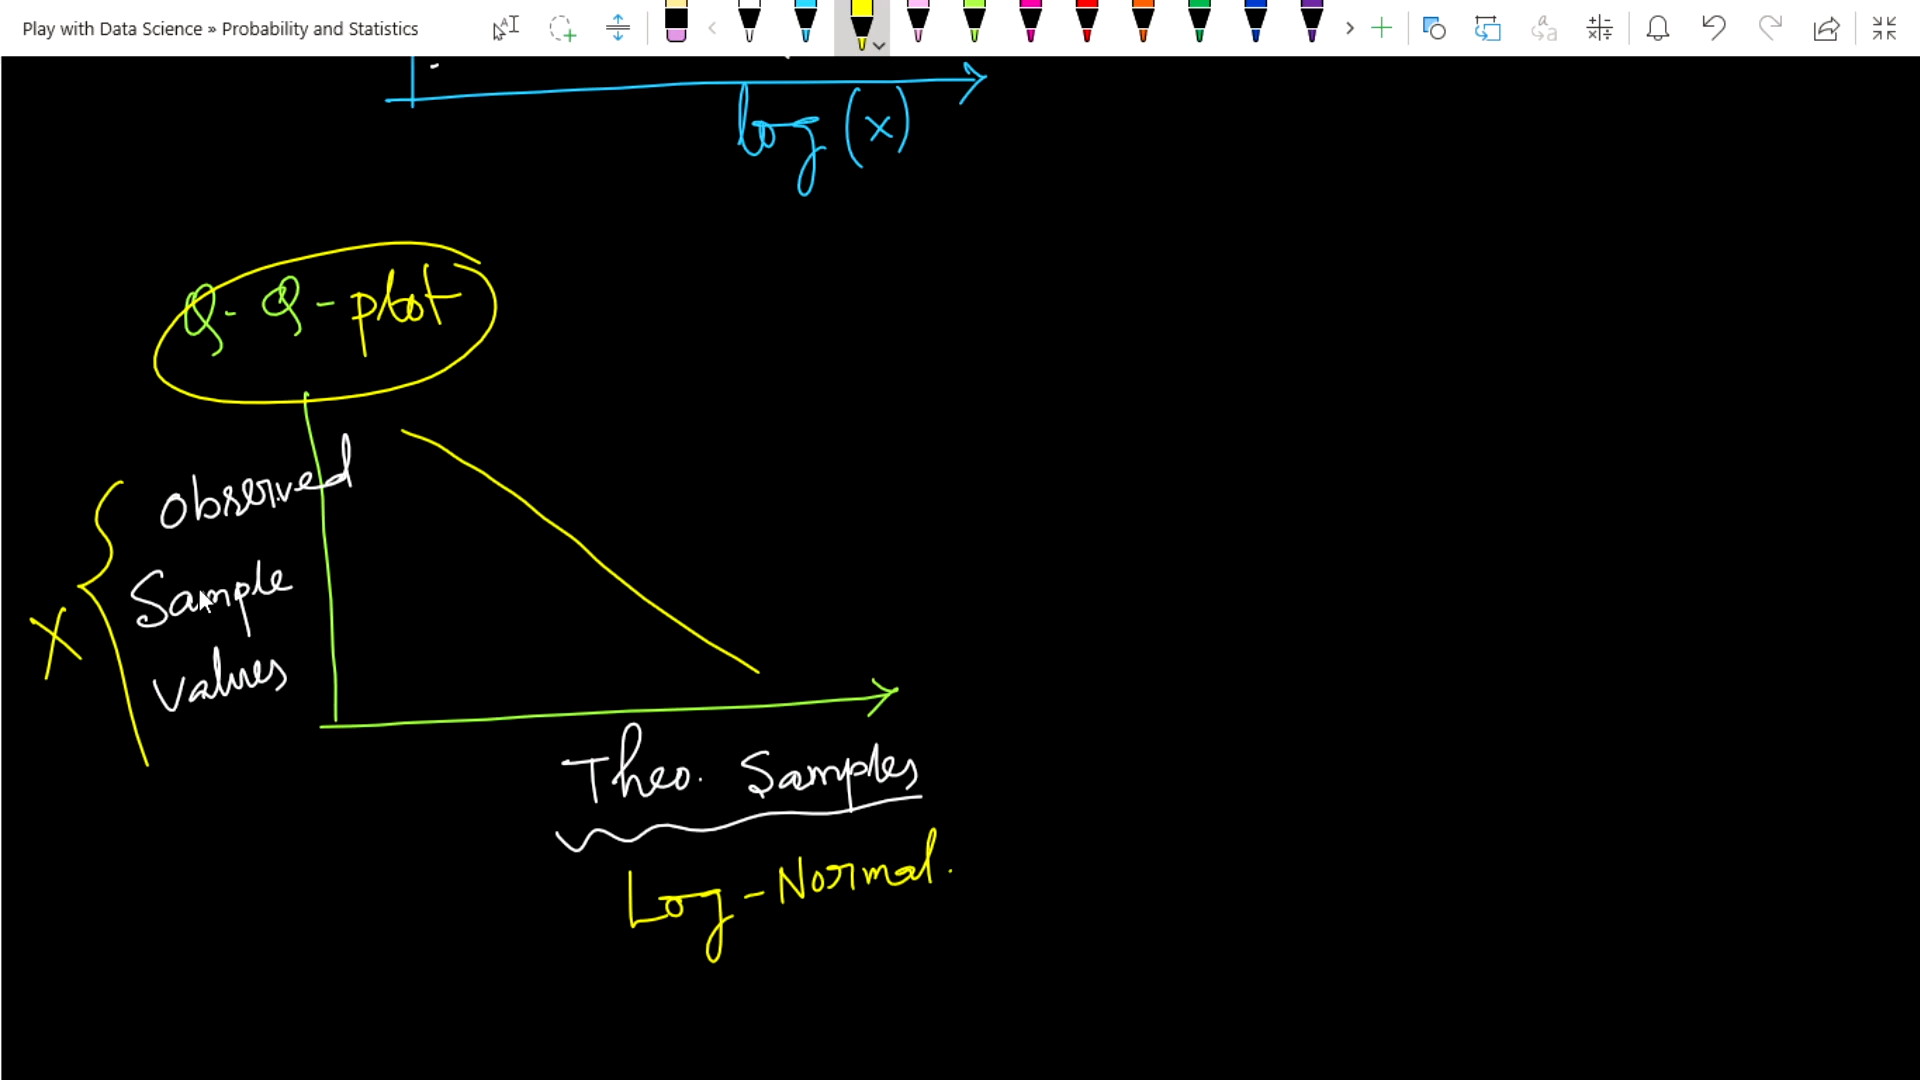 Play with Data Science » Probability and Statistics
log (x)
Q-Q-plot
Observed
Sample
Values
X
Theo. Samples
Log-Normal.